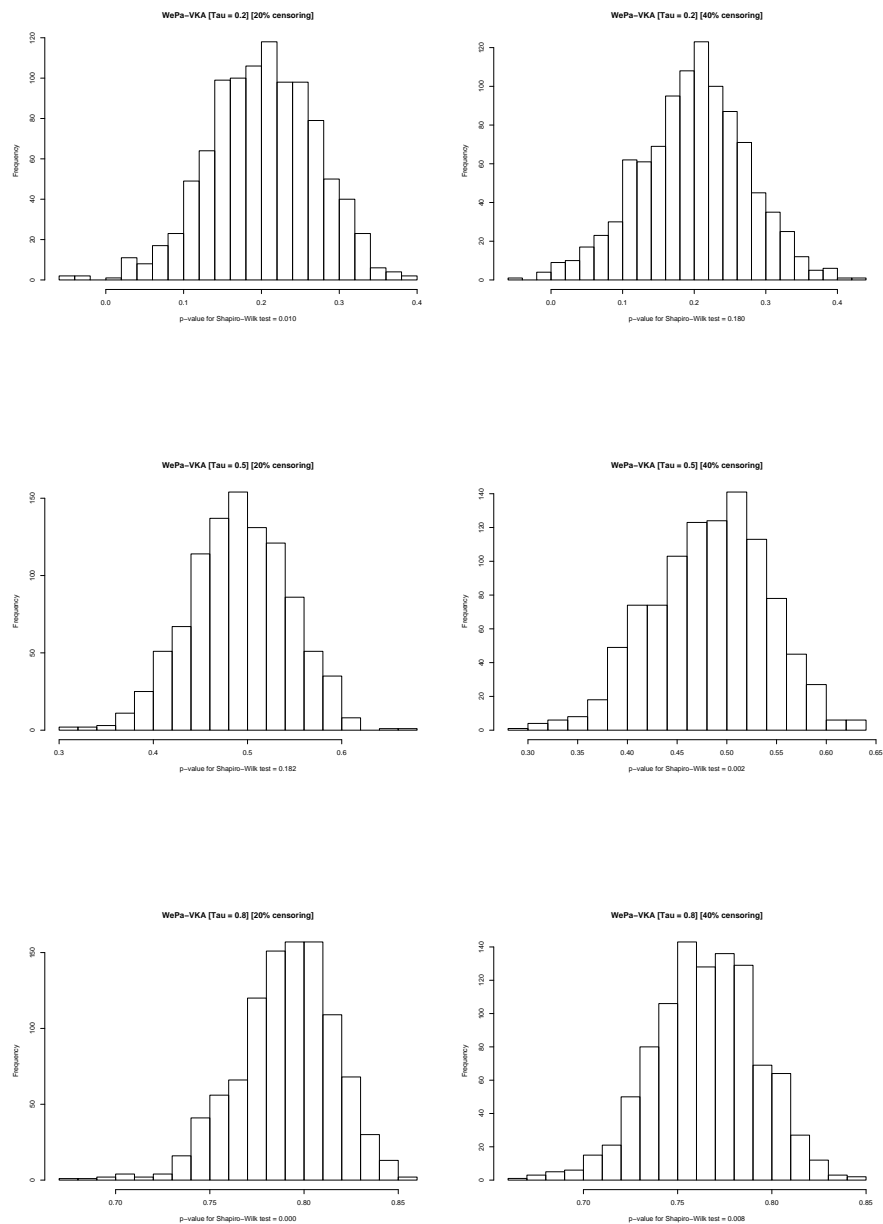 WePa−VKA [Tau = 0.2] [20% censoring]
Frequency
0 20 40 60 80 100 120
0.0 0.1 0.2 0.3 0.4
p−value for Shapiro−Wilk test = 0.010
WePa−VKA [Tau = 0.2] [40% censoring]
Frequency
0 20 40 60 80 100 120
0.0 0.1 0.2 0.3 0.4
p−value for Shapiro−Wilk test = 0.180
WePa−VKA [Tau = 0.5] [20% censoring]
Frequency
0 50 100 150
0.3 0.4 0.5 0.6
p−value for Shapiro−Wilk test = 0.182
WePa−VKA [Tau = 0.5] [40% censoring]
Frequency
0 20 40 60 80 100 120 140
0.30 0.35 0.40 0.45 0.50 0.55 0.60 0.65
p−value for Shapiro−Wilk test = 0.002
WePa−VKA [Tau = 0.8] [20% censoring]
Frequency
0 50 100 150
0.70 0.75 0.80 0.85
p−value for Shapiro−Wilk test = 0.000
WePa−VKA [Tau = 0.8] [40% censoring]
Frequency
0 20 40 60 80 100 120 140
0.70 0.75 0.80 0.85
p−value for Shapiro−Wilk test = 0.008